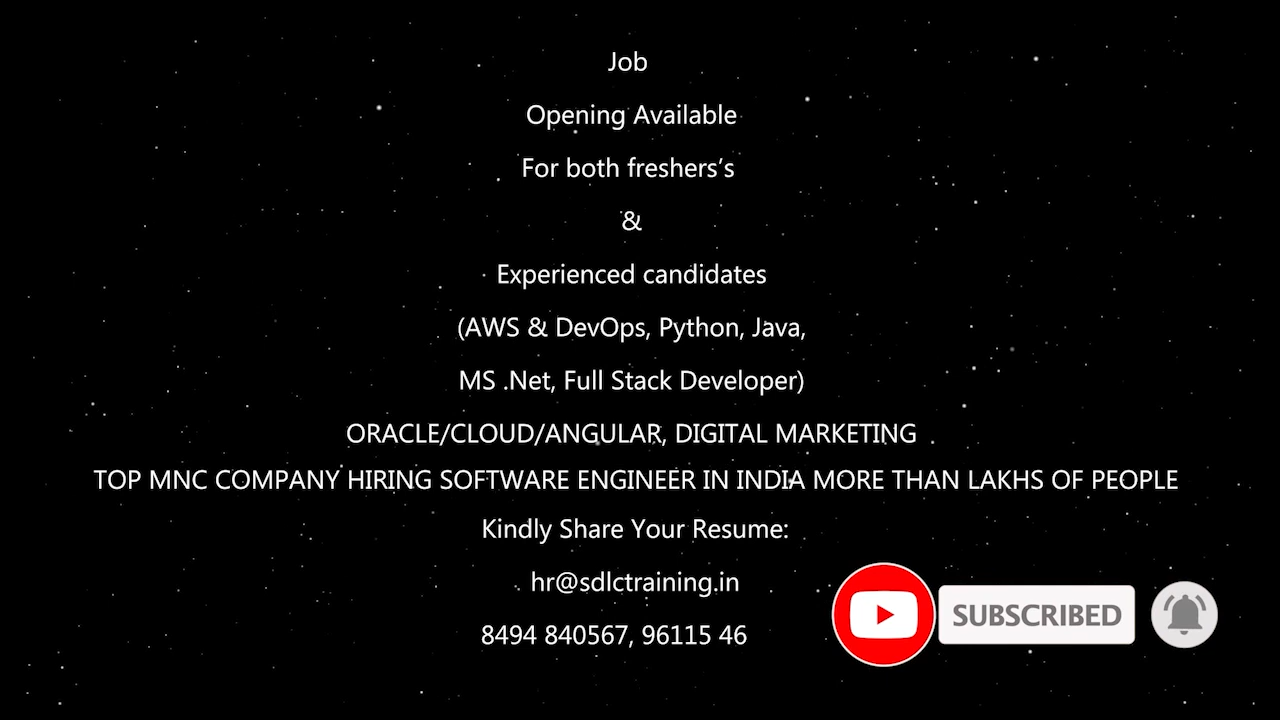 Job
Opening Available
For both freshers’s
&
Experienced candidates
(AWS & DevOps, Python, Java,
MS .Net, Full Stack Developer)
ORACLE/CLOUD/ANGULAR, DIGITAL MARKETING
TOP MNC COMPANY HIRING SOFTWARE ENGINEER IN INDIA MORE THAN LAKHS OF PEOPLE
Kindly Share Your Resume:
hr@sdlctraining.in
8494 840567, 96115 46
SUBSCRIBED